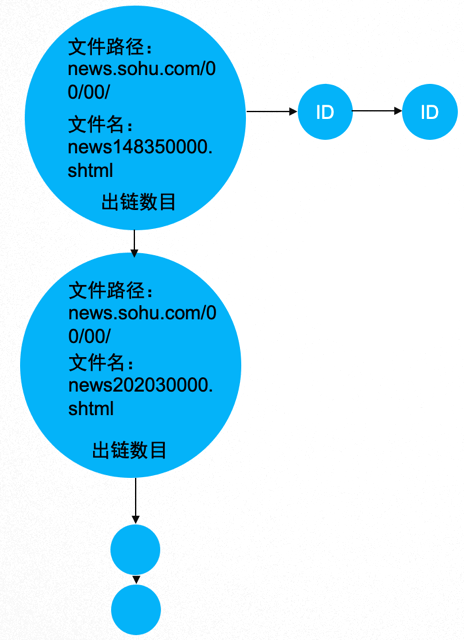 文件路径：
news.sohu.com/0
0/00/
文件名：
news148350000.
shtml
出链数目
ID
ID
文件路径：
news.sohu.com/0
0/00/
文件名：
news202030000.
shtml
出链数目